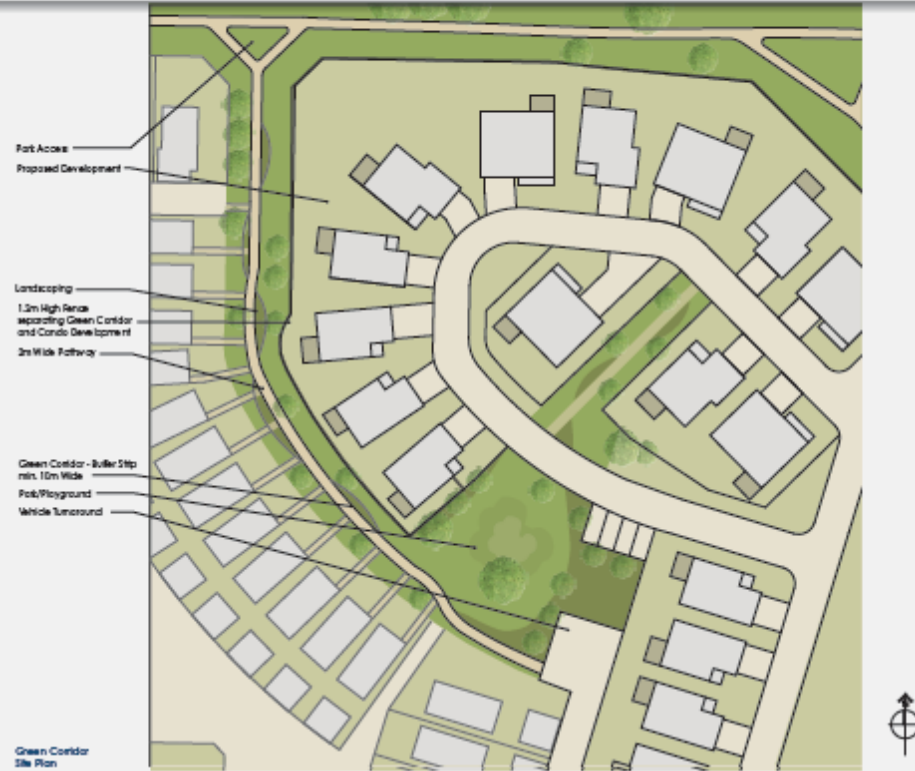 Park Access
Proposed Development
Landscaping
1.2m High Fence
separating Green Corridor
and Condo Development
2m Wide Pathway
Green Corridor - Buffer Strip
min. 10m Wide
Park/Playground
Vehicle Turnaround
Green Corridor
Site Plan